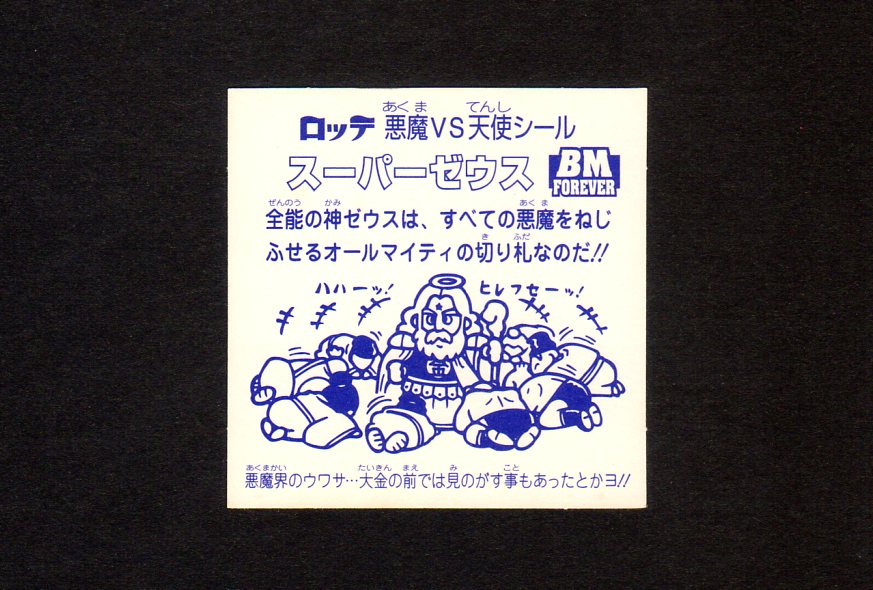 あくま てんし
ロッテ 悪魔VS天使シール
スーパーゼウス
BM
FOREVER
ぜんのう かみ あくま
全能の神ゼウスは、すべての悪魔をねじ
き ふだ
ふせるオールマイティの切り札なのだ!!
ハハーッ! ヒレフセーッ!
あくまかい たいきん まえ み こと
悪魔界のウワサ…大金の前では見のがす事もあったとかヨ!!